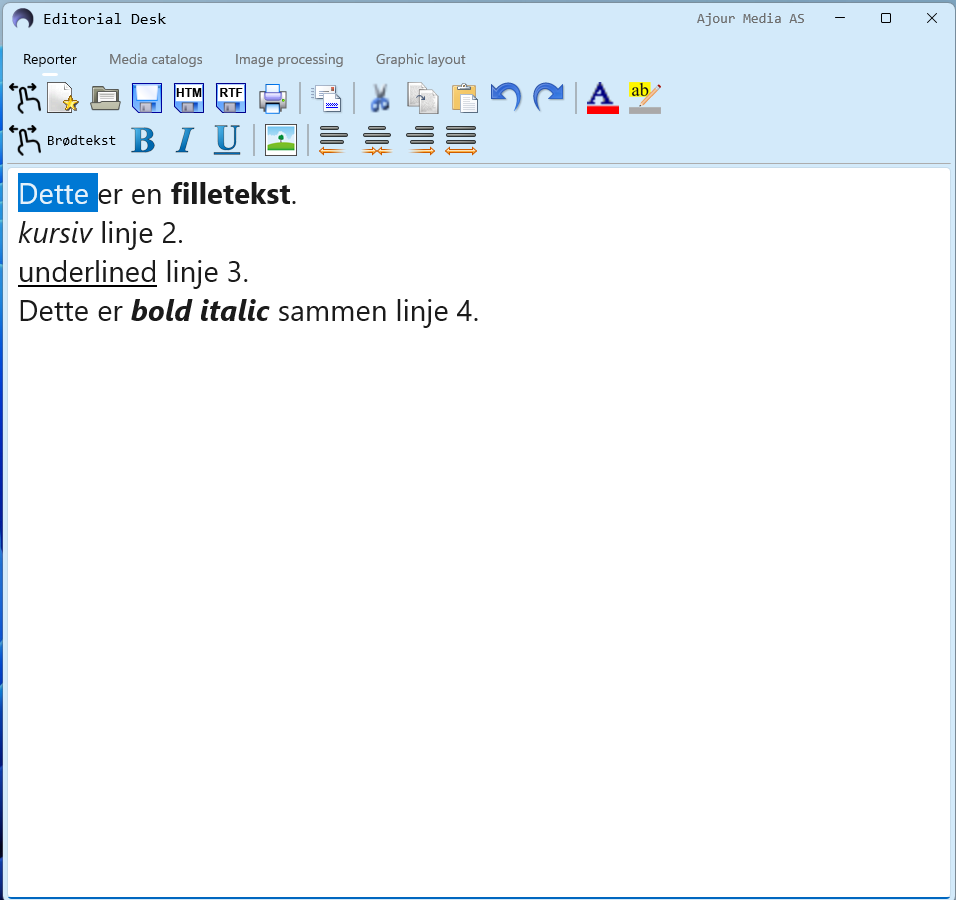 Editorial Desk
Ajour Media AS
Reporter Media catalogs Image processing Graphic layout
HTM RTF A ab
Brødtekst B I U
Dette er en filletekst.
kursiv linje 2.
underlined linje 3.
Dette er bold italic sammen linje 4.